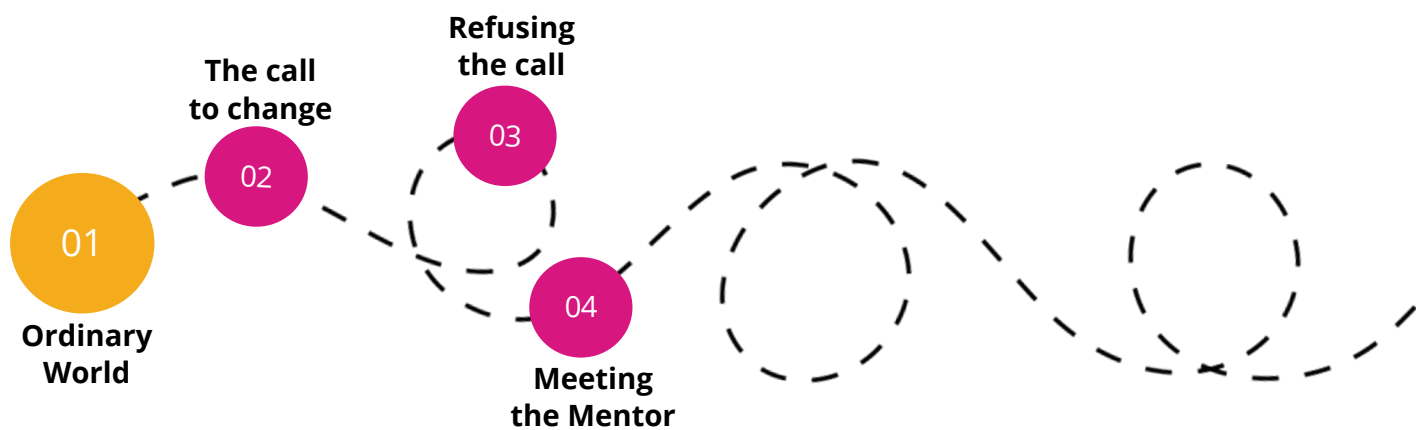 01
Ordinary
World
The call
to change
02
Refusing
the call
03
04
Meeting
the Mentor